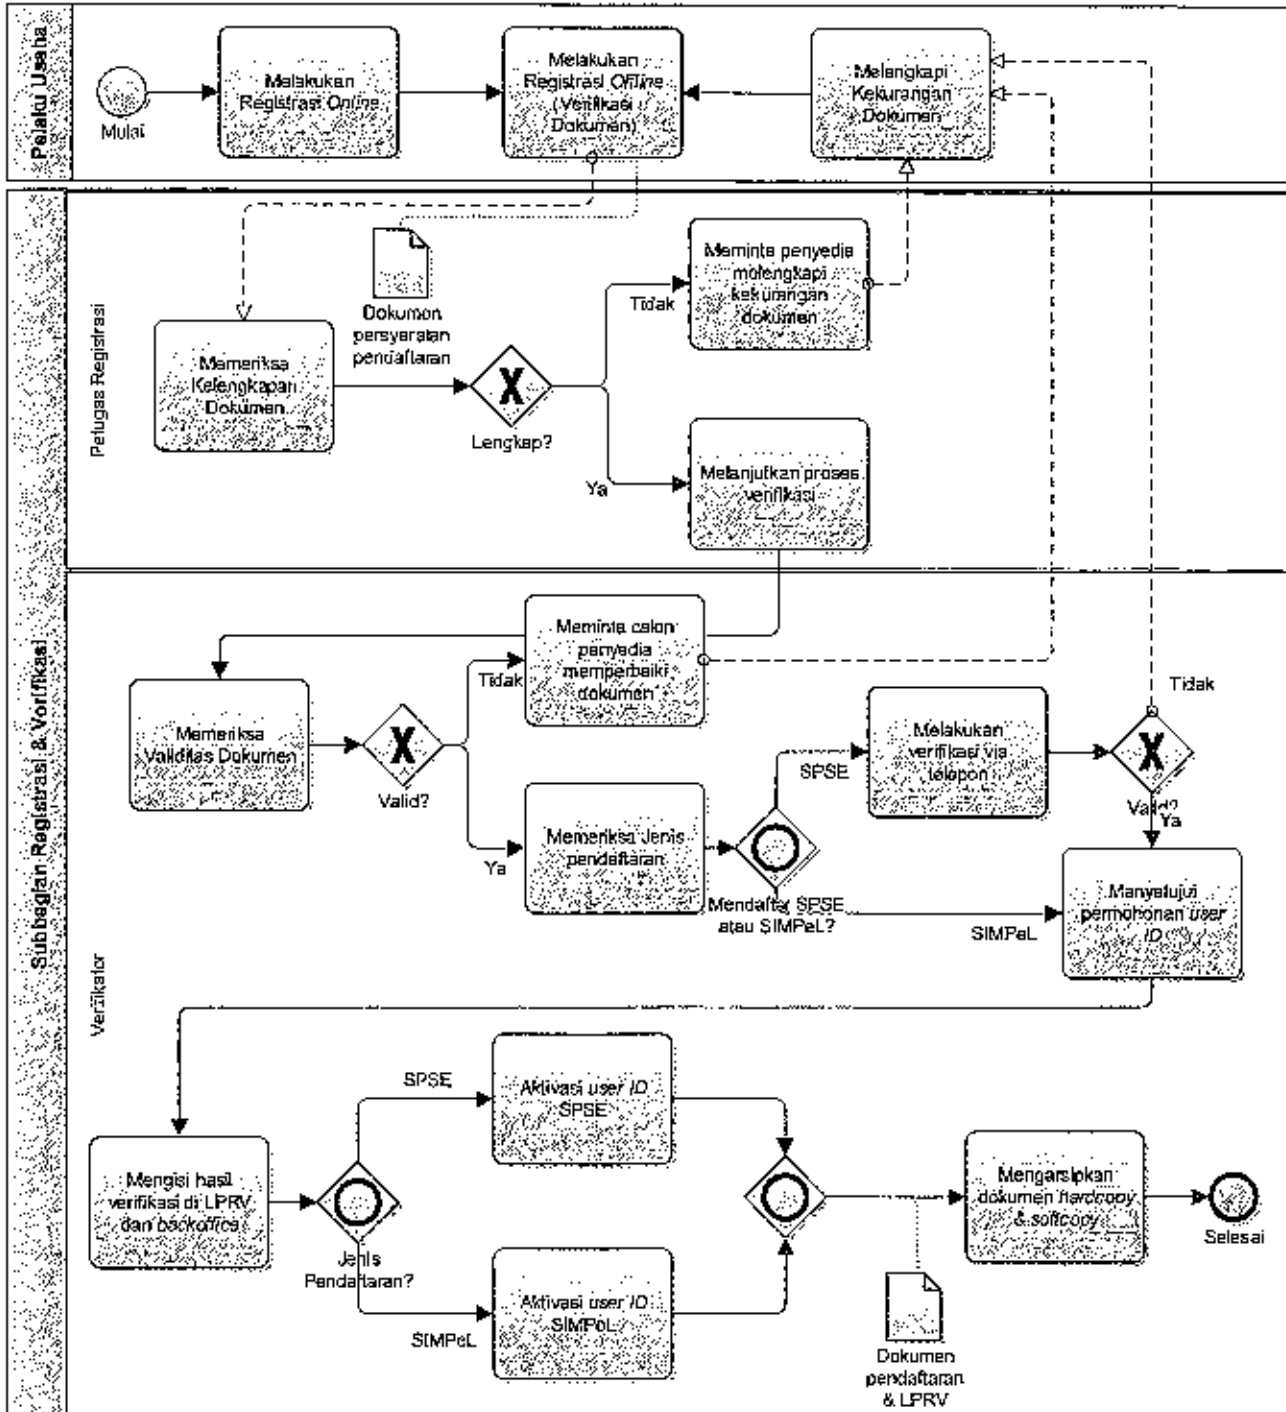 Pelaku Usaha
Mulai
Melakukan
Registrasi Online
Melakukan
Registrasi Offline
(Verifikasi
Dokumen)
Melengkapi
Kekurangan
Dokumen
Subbagian Registrasi & Verifikasi
Petugas Registrasi
Memeriksa
Kelengkapan
Dokumen
Dokumen
persyaratan
pendaftaran
Lengkap?
Tidak
Ya
Meminta penyedia
melengkapi
kekurangan
dokumen
Melanjutkan proses
verifikasi
Verifikator
Memeriksa
Validitas Dokumen
Valid?
Tidak
Ya
Meminta calon
penyedia
memperbaiki
dokumen
Memeriksa Jenis
pendaftaran
Mendaftar SPSE
atau SIMPeL?
SPSE
SIMPeL
Melakukan
verifikasi via
telepon
Tidak
Valid?
Ya
Menyetujui
permohonan user
ID
Mengisi hasil
verifikasi di LPRV
dan backoffice
Jenis
Pendaftaran?
SPSE
SIMPeL
Aktivasi user ID
SPSE
Aktivasi user ID
SIMPeL
Dokumen
pendaftaran
& LPRV
Mengarsipkan
dokumen hardcopy
& softcopy
Selesai